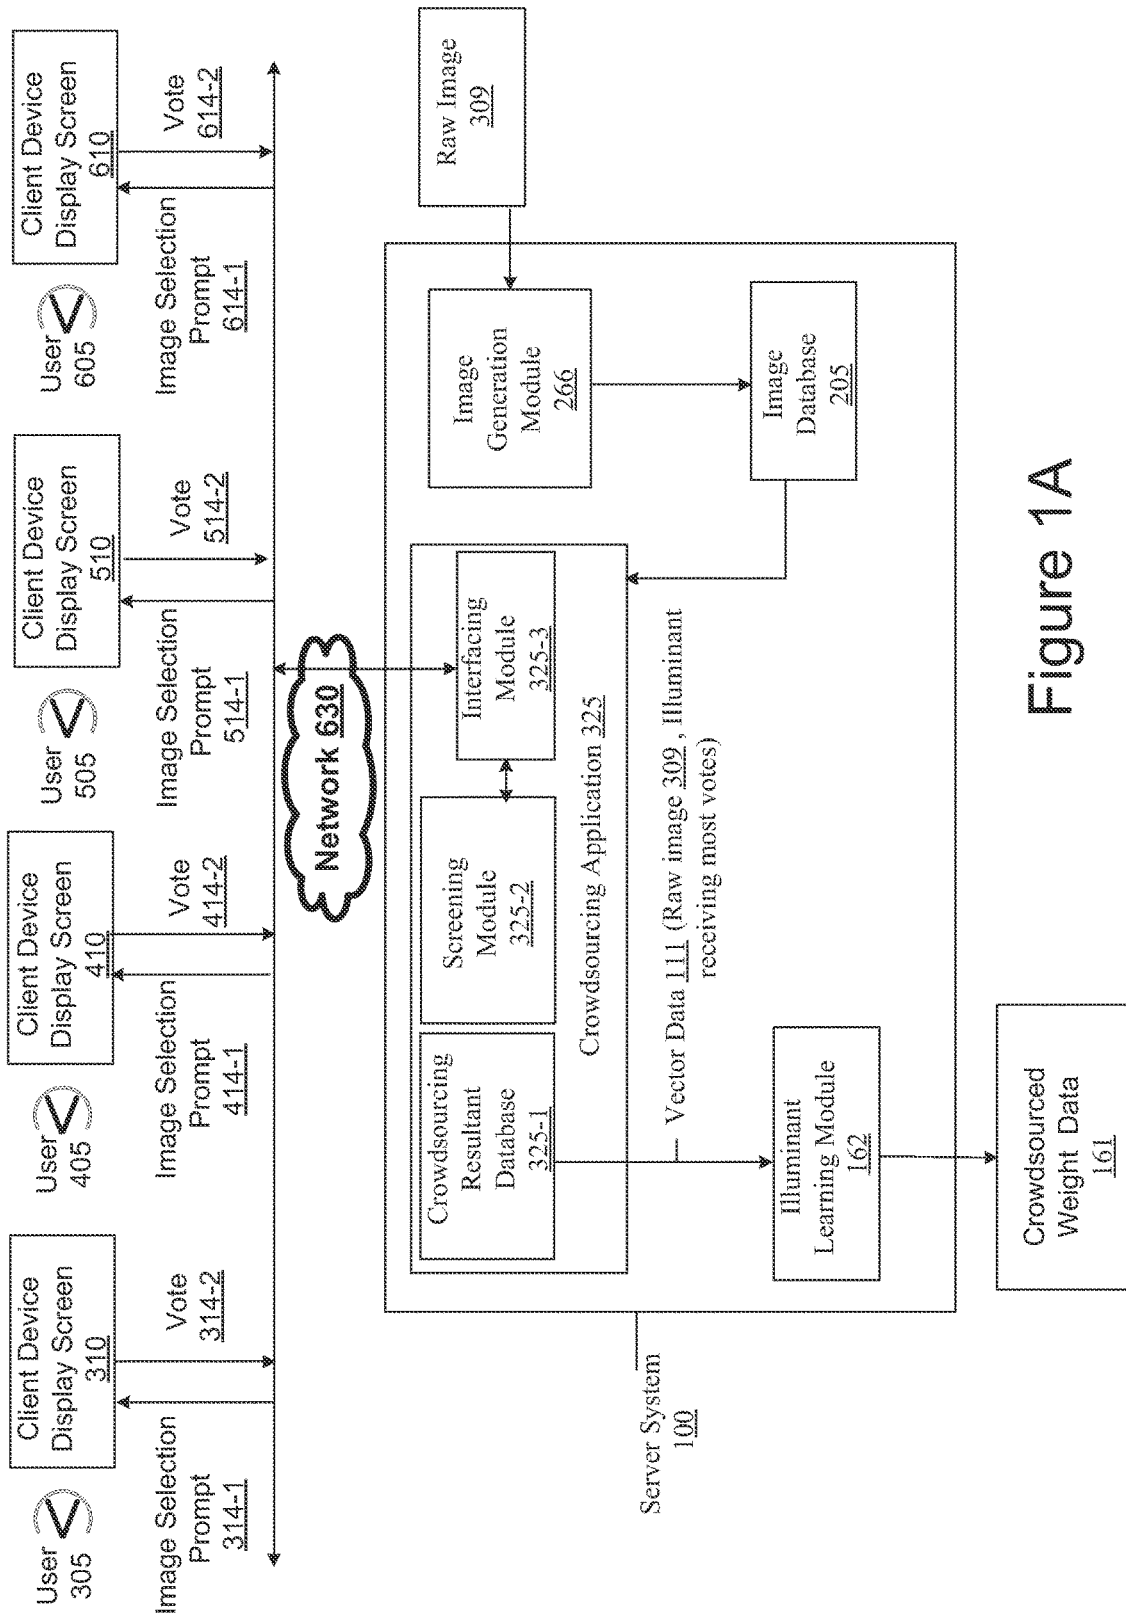 User
305
Client Device
Display Screen
310
Image Selection
Prompt
314-1
Vote
314-2
User
405
Client Device
Display Screen
410
Image Selection
Prompt
414-1
Vote
414-2
User
505
Client Device
Display Screen
510
Image Selection
Prompt
514-1
Vote
514-2
User
605
Client Device
Display Screen
610
Image Selection
Prompt
614-1
Vote
614-2
Network 630
Server System
100
Crowdsourcing
Resultant
Database
325-1
Screening
Module
325-2
Interfacing
Module
325-3
Crowdsourcing Application 325
Image
Generation
Module
266
Raw Image
309
Image
Database
205
Vector Data 111 (Raw image 309 , Illuminant
receiving most votes)
Illuminant
Learning Module
162
Crowdsourced
Weight Data
161
Figure 1A